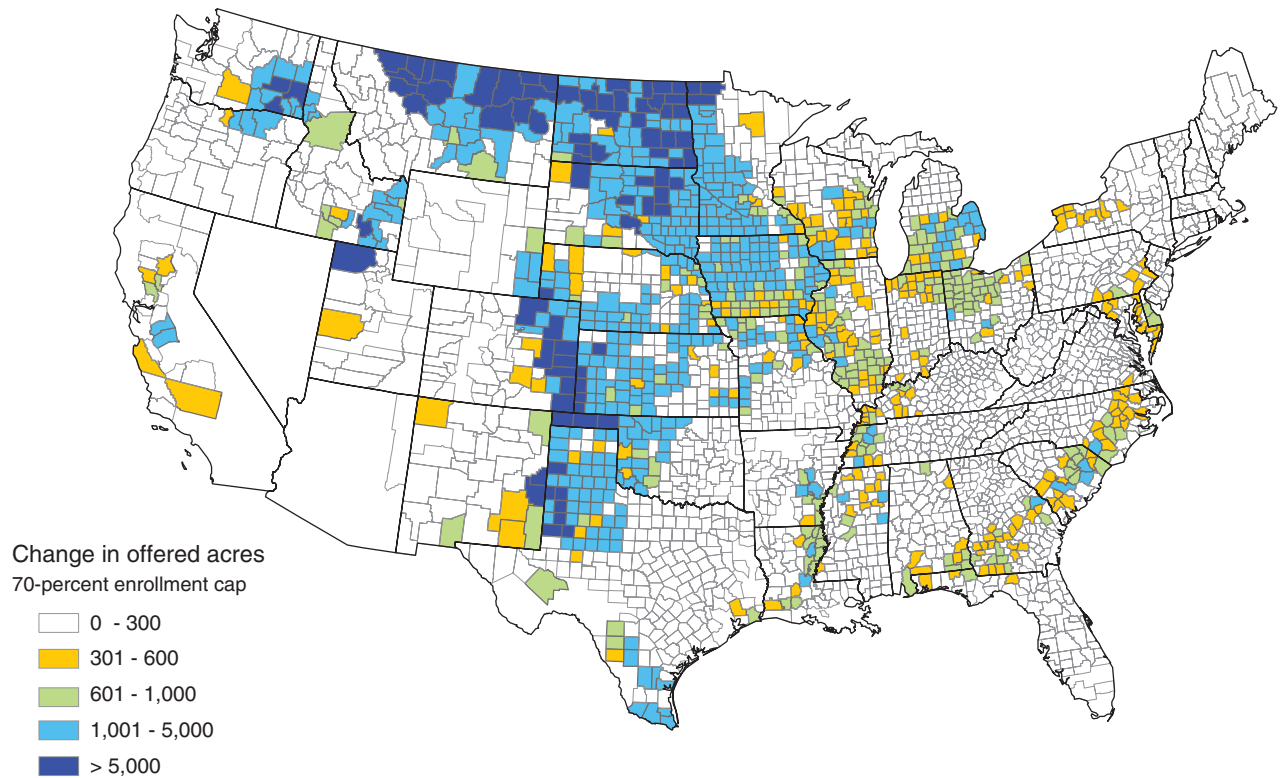 Change in offered acres
70-percent enrollment cap
0 - 300
301 - 600
601 - 1,000
1,001 - 5,000
> 5,000